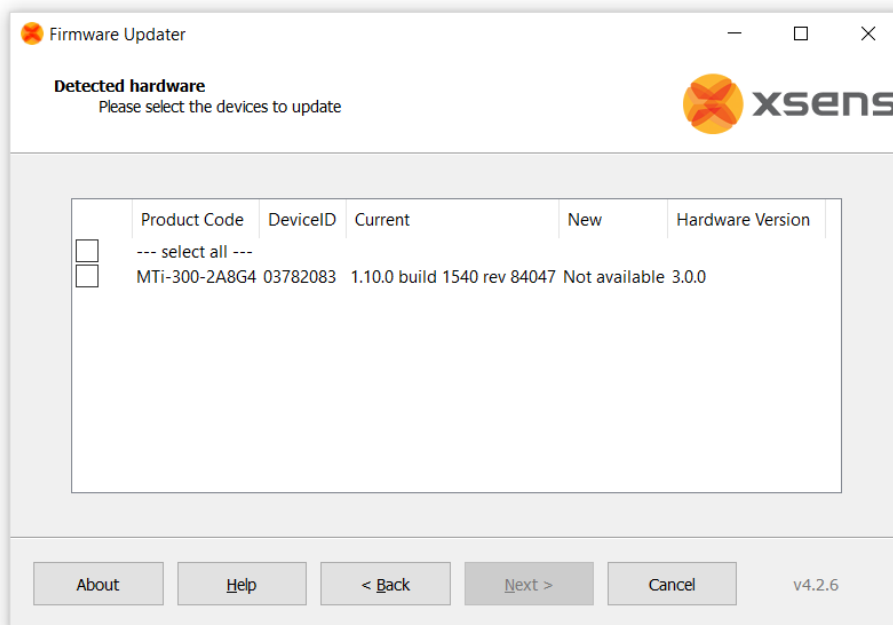 Firmware Updater
Detected hardware
Please select the devices to update
xsens
Product Code DeviceID Current New Hardware Version
--- select all ---
MTi-300-2A8G4 03782083 1.10.0 build 1540 rev 84047 Not available 3.0.0
About Help < Back Next > Cancel v4.2.6